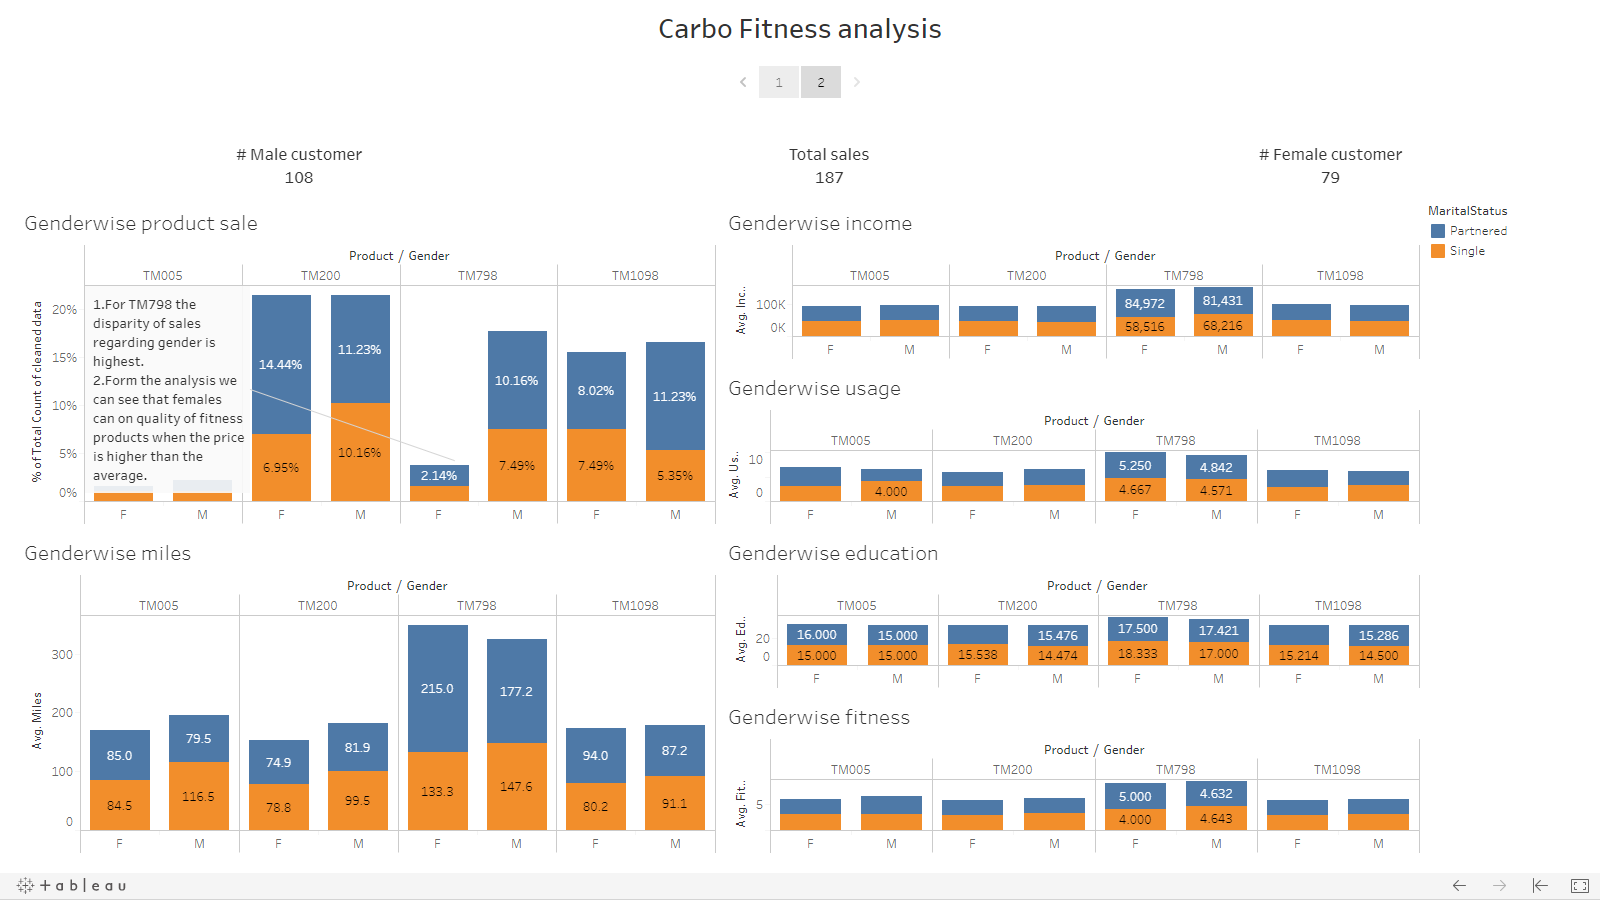 Carbo Fitness analysis
1 2
# Male customer
108
Total sales
187
# Female customer
79
Genderwise product sale
Product / Gender
TM005 TM200 TM798 TM1098
% of Total Count of cleaned data
20%
15%
10%
5%
0%
1.For TM798 the
disparity of sales
regarding gender is
highest.
2.Form the analysis we
can see that females
can on quality of fitness
products when the price
is higher than the
average.
14.44% 11.23% 2.14% 10.16% 8.02% 11.23%
6.95% 10.16% 7.49% 7.49% 5.35%
F M F M F M F M
Genderwise income
Product / Gender
TM005 TM200 TM798 TM1098
Avg. Inc..
100K
0K
84,972 81,431
58,516 68,216
F M F M F M F M
MaritalStatus
Partnered
Single
Genderwise usage
Product / Gender
TM005 TM200 TM798 TM1098
Avg. Us..
10
0
5.250 4.842
4.000 4.667 4.571
F M F M F M F M
Genderwise miles
Product / Gender
TM005 TM200 TM798 TM1098
Avg. Miles
300
200
100
0
85.0 79.5 74.9 81.9 215.0 177.2 94.0 87.2
84.5 116.5 78.8 99.5 133.3 147.6 80.2 91.1
F M F M F M F M
Genderwise education
Product / Gender
TM005 TM200 TM798 TM1098
Avg. Ed..
20
0
16.000 15.000 15.476 17.500 17.421 15.286
15.000 15.000 15.538 14.474 18.333 17.000 15.214 14.500
F M F M F M F M
Genderwise fitness
Product / Gender
TM005 TM200 TM798 TM1098
Avg. Fit..
5
5.000 4.632
4.000 4.643
F M F M F M F M
+ableau